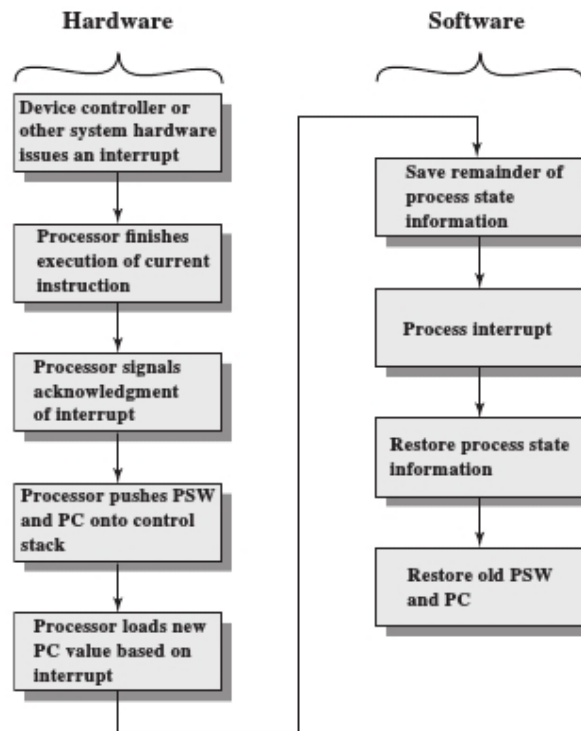 Hardware
Device controller or
other system hardware
issues an interrupt
Processor finishes
execution of current
instruction
Processor signals
acknowledgment
of interrupt
Processor pushes PSW
and PC onto control
stack
Processor loads new
PC value based on
interrupt
Software
Save remainder of
process state
information
Process interrupt
Restore process state
information
Restore old PSW
and PC